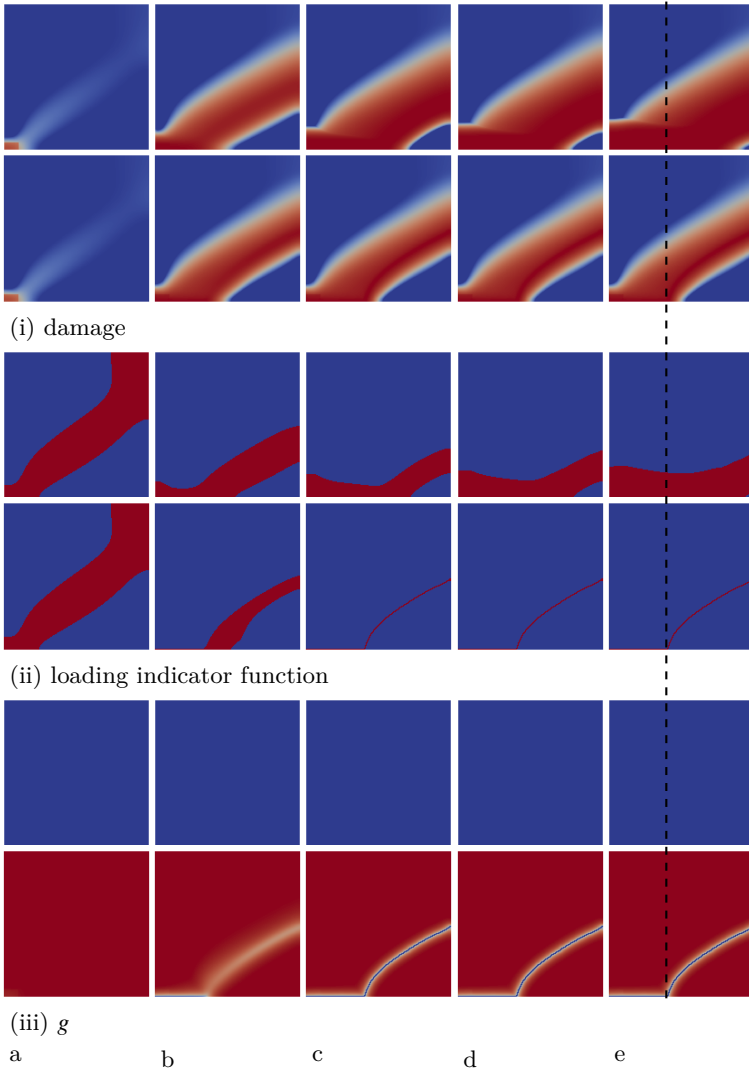 (i) damage
(ii) loading indicator function
(iii) g
a b c d e